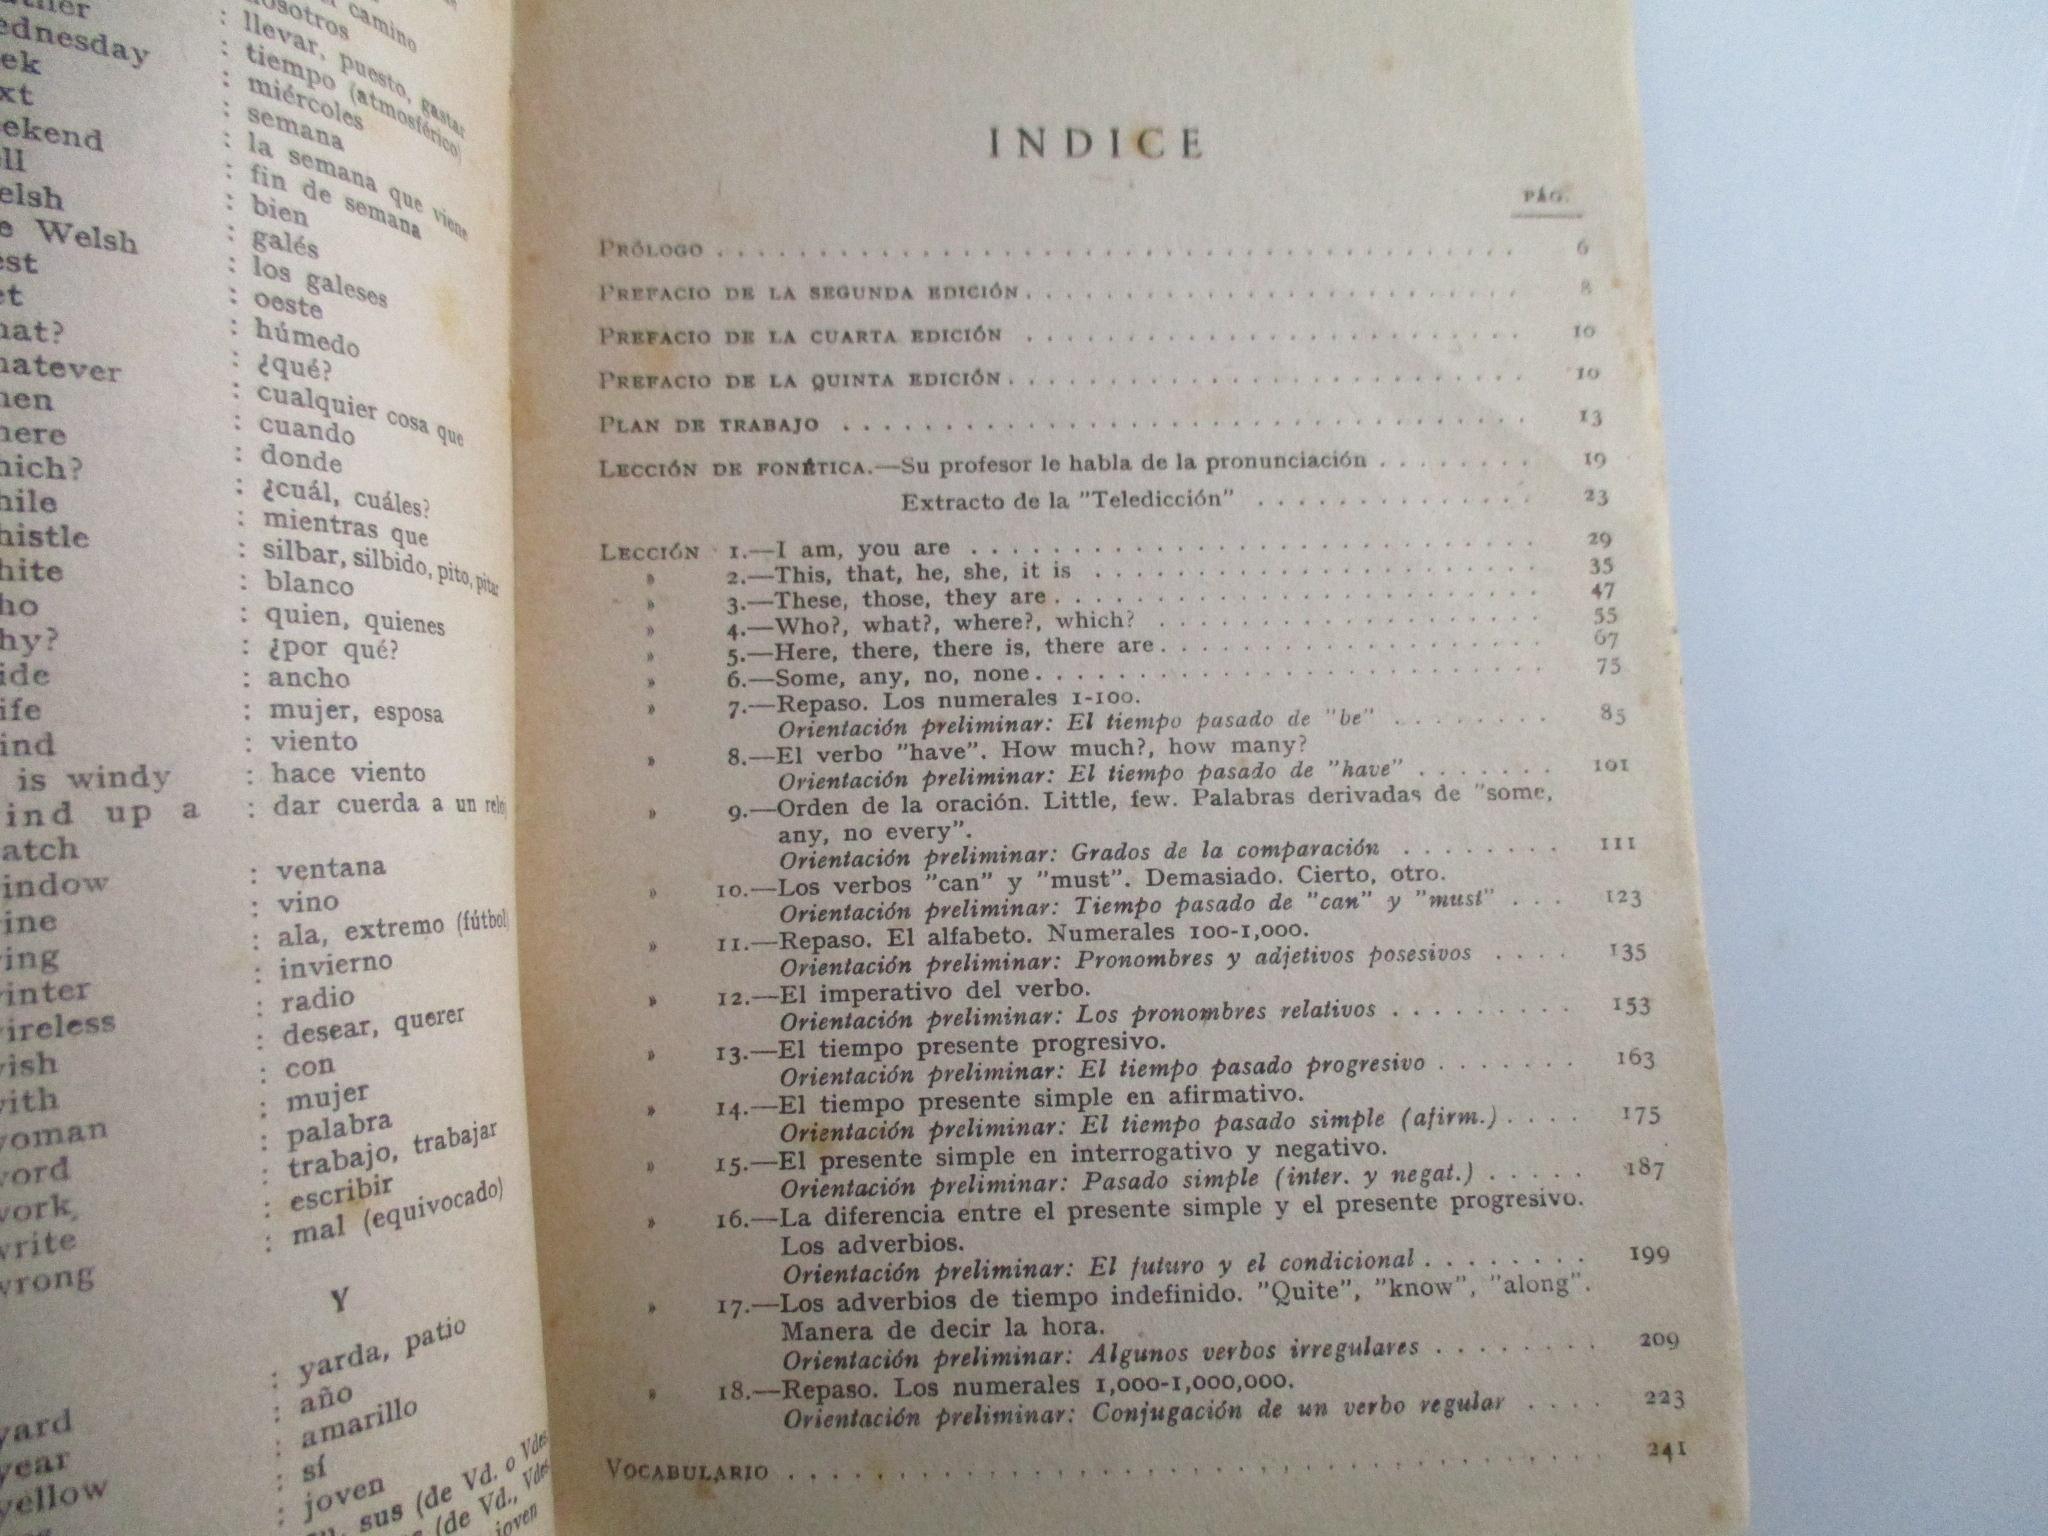 ednesday
ekend
elsh
Welsh
hat?
hatever
hich?
histle
is windy
ind up a
atch
indow
ine
ing
inter
ireless
ish
ith
oman
ord
ork,
write
wrong
yard
year
yellow
camino
nosotros
: llevar, puesto, gastar
: tiempo (atmosférico)
: miércoles
: semana
: la semana que viene
: fin de semana
: bien
: galés
: los galeses
: oeste
: húmedo
: ¿qué?
: cualquier cosa que
: cuando
: donde
: ¿cuál, cuáles?
: mientras que
: silbar, silbido, pito, pitar
: blanco
: quien, quienes
: ¿por qué?
: ancho
: mujer, esposa
: viento
: hace viento
: dar cuerda a un reloj
: ventana
: vino
: ala, extremo (fútbol)
: invierno
: radio
: desear, querer
: con
: mujer
: palabra
: trabajo, trabajar
: escribir
: mal (equivocado)
Y
: yarda, patio
: año
: amarillo
: sí
: joven
sus (de Vd. o Vdes.
(de Vd., Vdes.
joven
INDICE
PÁG.
PRÓLOGO . . . . 6
PREFACIO DE LA SEGUNDA EDICIÓN . . . . 8
PREFACIO DE LA CUARTA EDICIÓN . . . . 10
PREFACIO DE LA QUINTA EDICIÓN . . . . 10
PLAN DE TRABAJO . . . . 13
LECCIÓN DE FONÉTICA.—Su profesor le habla de la pronunciación . . . . 19
Extracto de la "Teledicción" . . . . 23
LECCIÓN 1.—I am, you are . . . . 29
» 2.—This, that, he, she, it is . . . . 35
» 3.—These, those, they are . . . . 47
» 4.—Who?, what?, where?, which? . . . . 55
» 5.—Here, there, there is, there are . . . . 67
» 6.—Some, any, no, none . . . . 75
» 7.—Repaso. Los numerales 1-100.
Orientación preliminar: El tiempo pasado de "be" . . . . 85
» 8.—El verbo "have". How much?, how many?
Orientación preliminar: El tiempo pasado de "have" . . . . 101
» 9.—Orden de la oración. Little, few. Palabras derivadas de "some,
any, no every".
Orientación preliminar: Grados de la comparación . . . . 111
» 10.—Los verbos "can" y "must". Demasiado. Cierto, otro.
Orientación preliminar: Tiempo pasado de "can" y "must" . . . 123
» 11.—Repaso. El alfabeto. Numerales 100-1,000.
Orientación preliminar: Pronombres y adjetivos posesivos . . . . 135
» 12.—El imperativo del verbo.
Orientación preliminar: Los pronombres relativos . . . . 153
» 13.—El tiempo presente progresivo.
Orientación preliminar: El tiempo pasado progresivo . . . . 163
» 14.—El tiempo presente simple en afirmativo.
Orientación preliminar: El tiempo pasado simple (afirm.) . . . . 175
» 15.—El presente simple en interrogativo y negativo.
Orientación preliminar: Pasado simple (inter. y negat.) . . . . 187
» 16.—La diferencia entre el presente simple y el presente progresivo.
Los adverbios.
Orientación preliminar: El futuro y el condicional . . . . 199
» 17.—Los adverbios de tiempo indefinido. "Quite", "know", "along".
Manera de decir la hora.
Orientación preliminar: Algunos verbos irregulares . . . . 209
» 18.—Repaso. Los numerales 1,000-1,000,000.
Orientación preliminar: Conjugación de un verbo regular . . . . 223
VOCABULARIO . . . . 241